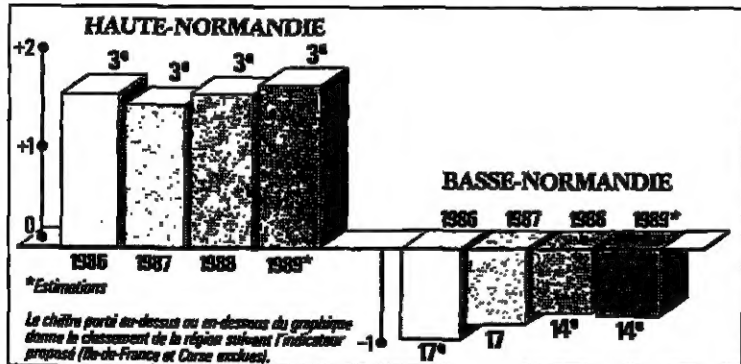 HAUTE-NORMANDIE
+2
3e 3e 3e 3e
+1
0
1986 1987 1988 1989*
BASSE-NORMANDIE
1986 1987 1988 1989*
-1
17e 17 14e 14e
*Estimations
Le chiffre porté au-dessus ou en-dessous du graphique
donne le classement de la région suivant l'indicateur
proposé (Ile-de-France et Corse exclues).